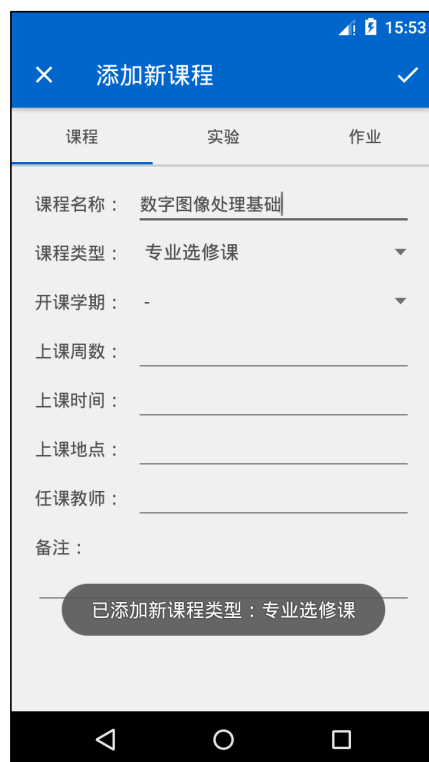 15:53
添加新课程
课程 实验 作业
课程名称： 数字图像处理基础
课程类型： 专业选修课
开课学期： -
上课周数：
上课时间：
上课地点：
任课教师：
备注：
已添加新课程类型：专业选修课